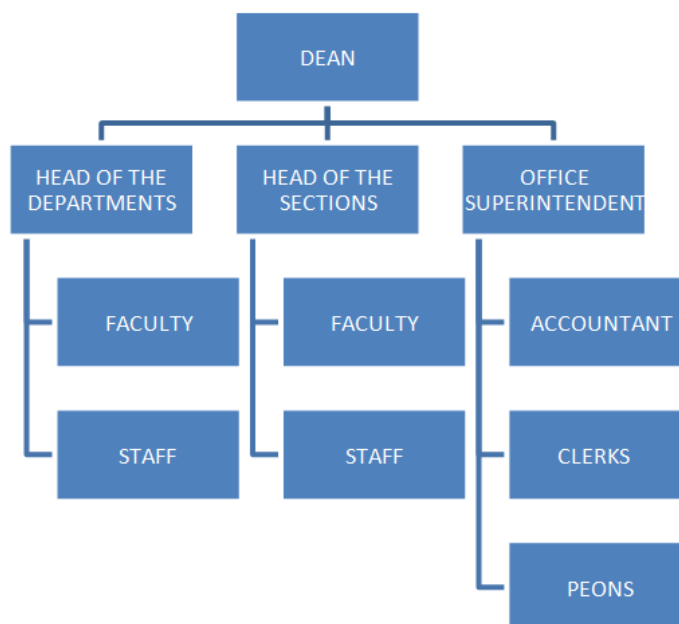 DEAN
HEAD OF THE
DEPARTMENTS
HEAD OF THE
SECTIONS
OFFICE
SUPERINTENDENT
FACULTY
FACULTY
ACCOUNTANT
STAFF
STAFF
CLERKS
PEONS